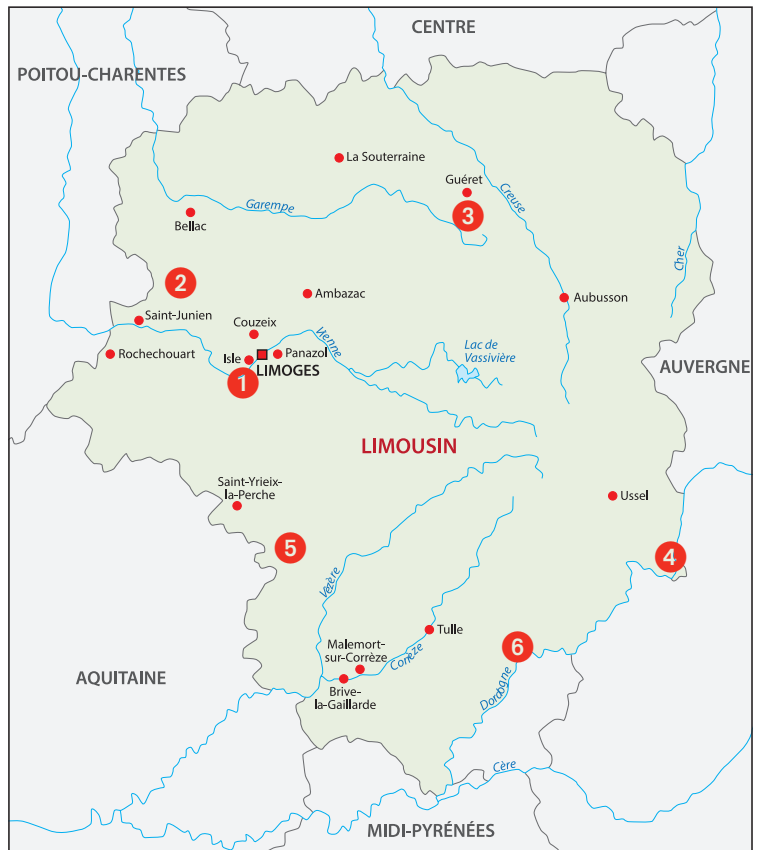 CENTRE
POITOU-CHARENTES
La Souterraine
Guéret
Creuse
3
Garempe
Bellac
Cher
2
Ambazac
Aubusson
Saint-Junien
Couzeix
Vienne
Lac de
Vassivière
Rochechouart
Isle
Panazol
LIMOGES
AUVERGNE
1
LIMOUSIN
Saint-Yrieix-
la-Perche
Ussel
5
4
Vezère
Tulle
Malemort-
sur-Corrèze
Coreze
6
AQUITAINE
Brive-
la-Gaillarde
Dordogne
Cère
MIDI-PYRÉNÉES